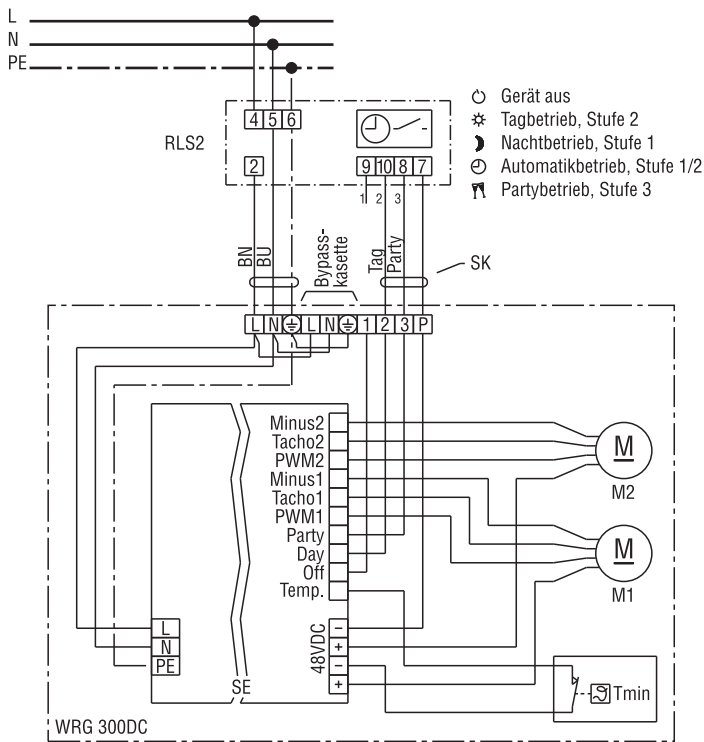 L
N
PE
RLS2
4 5 6
2
9 10 8 7
1 2 3
Gerät aus
Tagbetrieb, Stufe 2
Nachtbetrieb, Stufe 1
Automatikbetrieb, Stufe 1/2
Partybetrieb, Stufe 3
BN
BU
Bypass-
kasette
Tag
Party
SK
L N L N 1 2 3 P
Minus2
Tacho2
PWM2
Minus1
Tacho1
PWM1
Party
Day
Off
Temp.
M
M2
M
M1
48VDC
–
+
–
+
L
N
PE
SE
Tmin
WRG 300DC